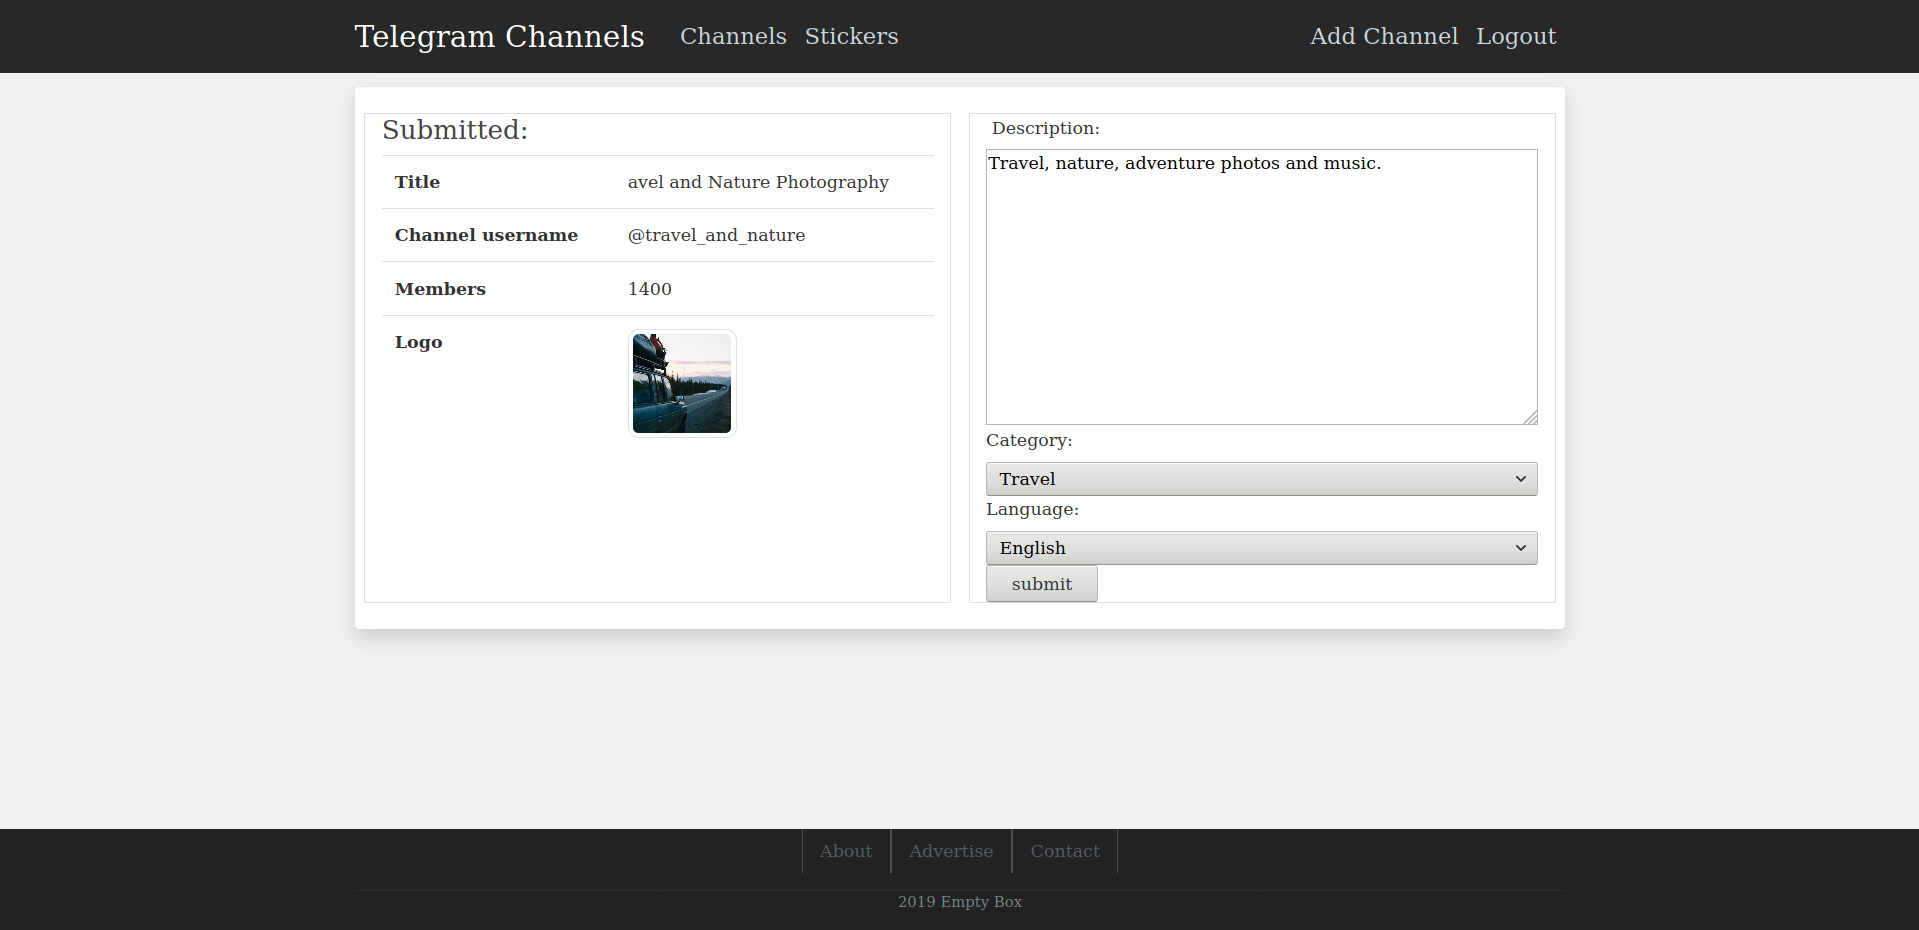 Telegram Channels Channels Stickers Add Channel Logout
Submitted:
Title avel and Nature Photography
Channel username @travel_and_nature
Members 1400
Logo
Description:
Travel, nature, adventure photos and music.
Category:
Travel
Language:
English
submit
About Advertise Contact
2019 Empty Box